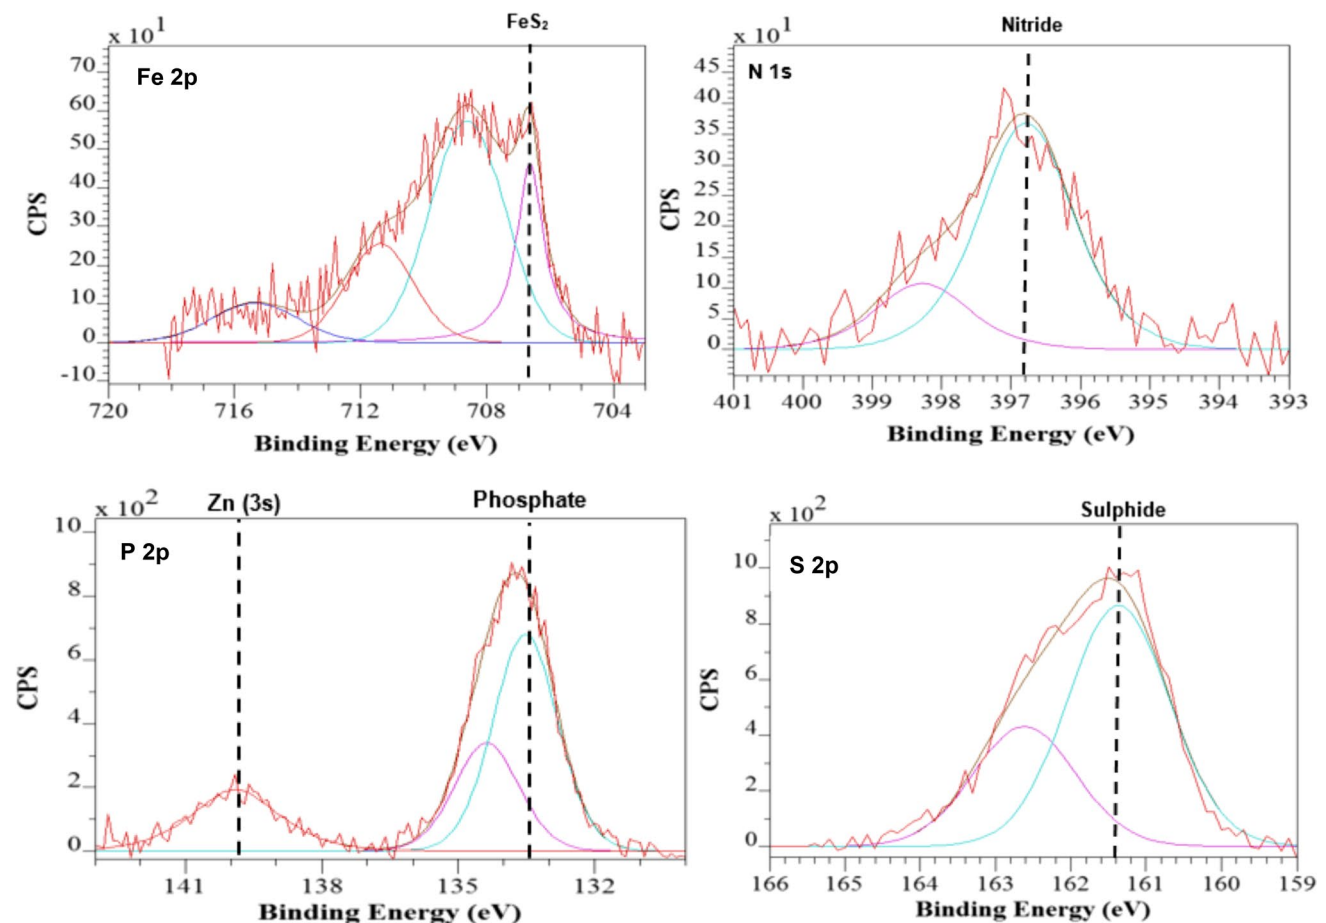 FeS₂
x 10¹
Fe 2p
70
60
50
40
30
20
10
0
-10
CPS
720 716 712 708 704
Binding Energy (eV)
Nitride
x 10¹
N 1s
45
40
35
30
25
20
15
10
5
0
CPS
401 400 399 398 397 396 395 394 393
Binding Energy (eV)
Zn (3s) Phosphate
x 10²
P 2p
10
8
6
4
2
0
CPS
141 138 135 132
Binding Energy (eV)
Sulphide
x 10²
S 2p
10
8
6
4
2
0
CPS
166 165 164 163 162 161 160 159
Binding Energy (eV)